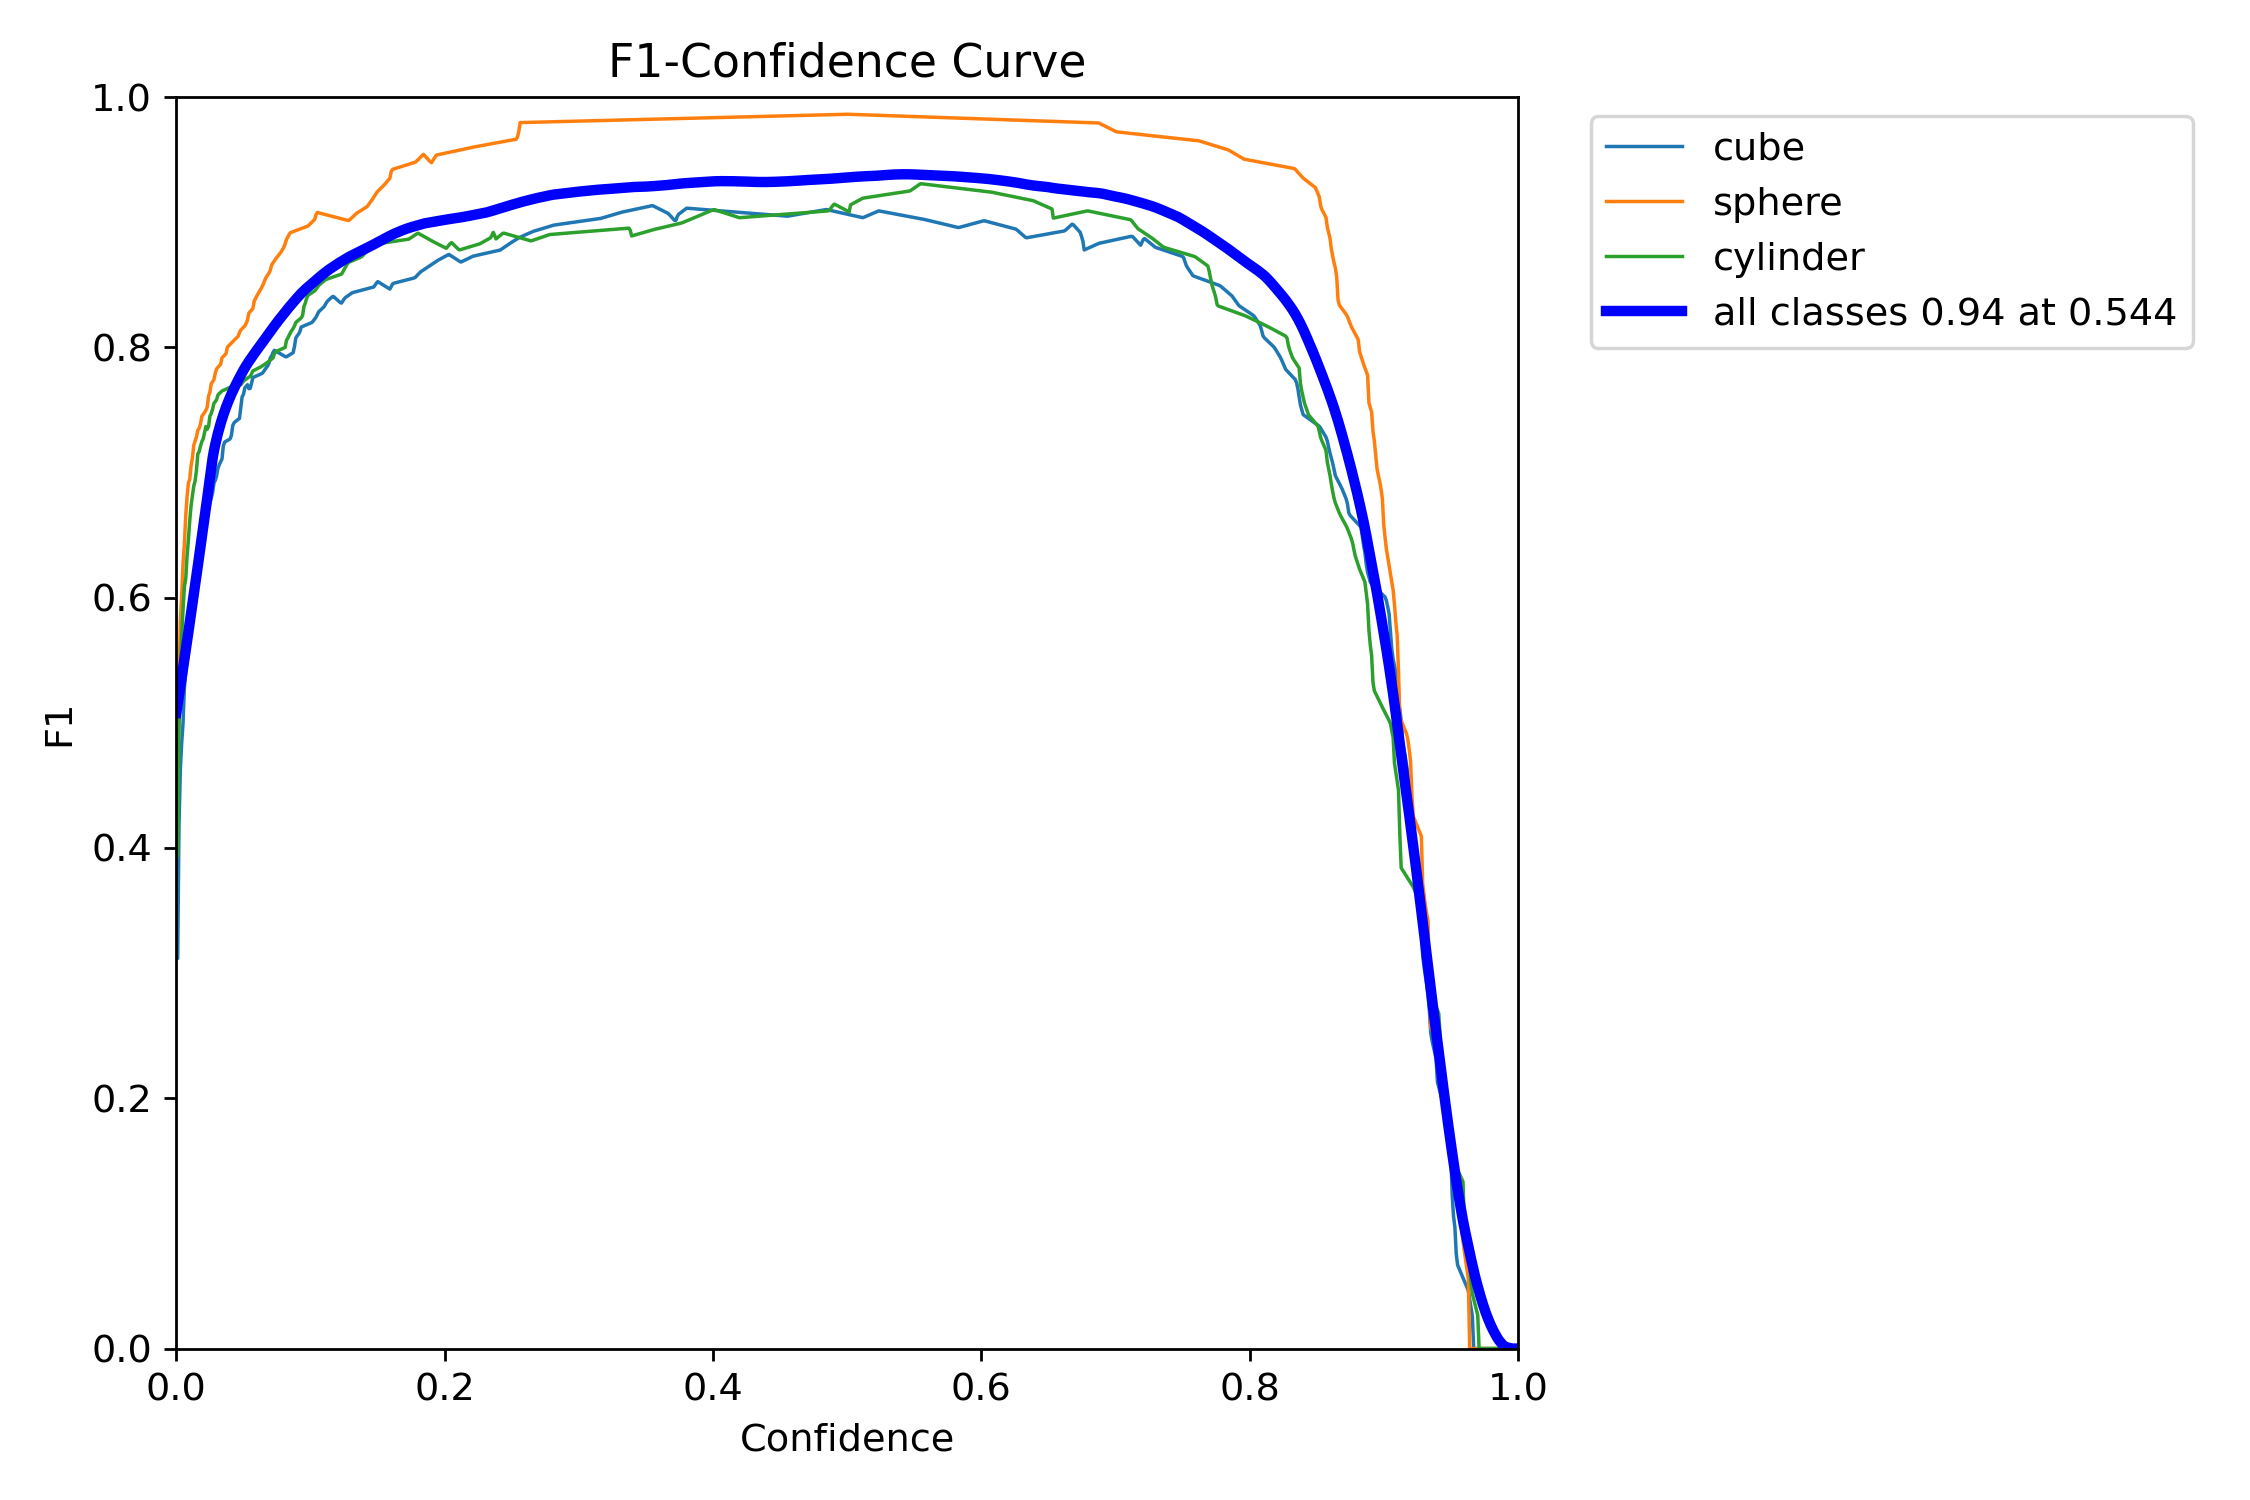 F1-Confidence Curve
1.0
0.8
0.6
0.4
0.2
0.0
F1
0.0 0.2 0.4 0.6 0.8 1.0
Confidence
cube
sphere
cylinder
all classes 0.94 at 0.544